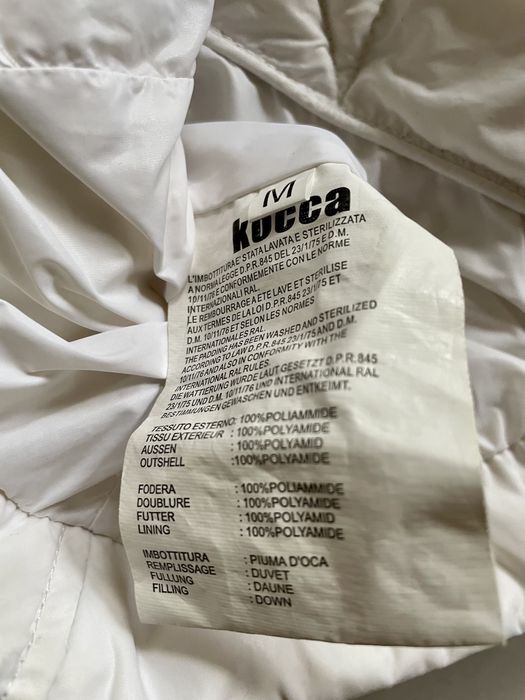 M
kocca
L'IMBOTTITURA E' STATA LAVATA E STERILIZZATA
A NORMA LEGGE D.P.R. 845 DEL 23/1/75 E D.M.
10/11/76 E CONFORMEMENTE CON LE NORME
INTERNAZIONALI RAL.
LE REMBOURRAGE A ETE LAVE ET STERILISE
AUX TERMES DE LA LOI D.P.R. 845 23/1/75 ET
D.M. 10/11/76 ET SELON LES NORMES
INTERNATIONALES RAL.
THE PADDING HAS BEEN WASHED AND STERILIZED
ACCORDING TO LAW D.P.R. 845 23/1/75 AND D.M.
10/11/76 AND ALSO IN CONFORMITY WITH THE
INTERNATIONAL RAL RULES.
DIE WATTIERUNG WURDE LAUT GESETZT D.P.R. 845
23/1/75 UND D.M. 10/11/76 UND INTERNATIONAL RAL
BESTIMMUNGEN GEWASCHEN UND ENTKEIMT.
TESSUTO ESTERNO: 100%POLIAMMIDE
TISSU EXTERIEUR : 100%POLYAMIDE
AUSSEN : 100%POLYAMID
OUTSHELL :100%POLYAMIDE
FODERA : 100%POLIAMMIDE
DOUBLURE : 100%POLYAMIDE
FUTTER : 100%POLYAMID
LINING : 100%POLYAMIDE
IMBOTTITURA : PIUMA D'OCA
REMPLISSAGE : DUVET
FULLUNG : DAUNE
FILLING : DOWN